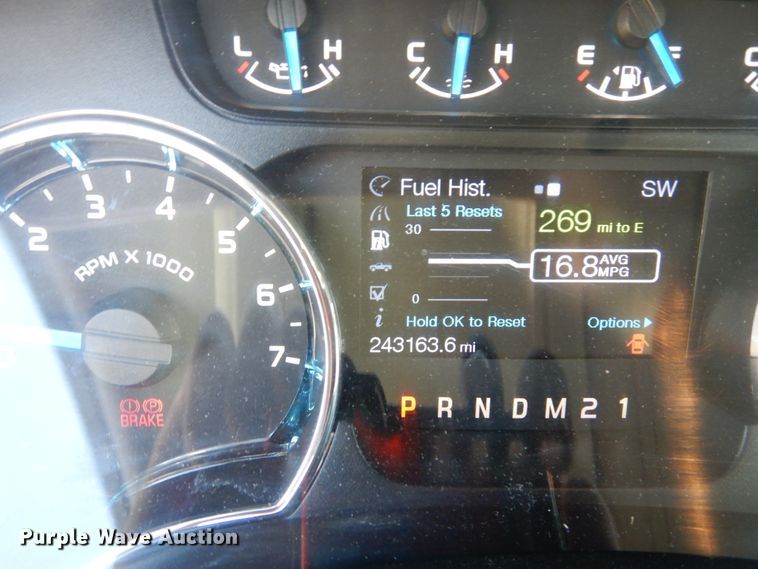 L H C H E F C
Fuel Hist. SW
Last 5 Resets
269 mi to E
30
16.8 AVG MPG
0
Hold OK to Reset Options
243163.6 mi
2 3 4 5 6 7
RPM X 1000
P R N D M 2 1
(!) (P)
BRAKE
Purple Wave Auction